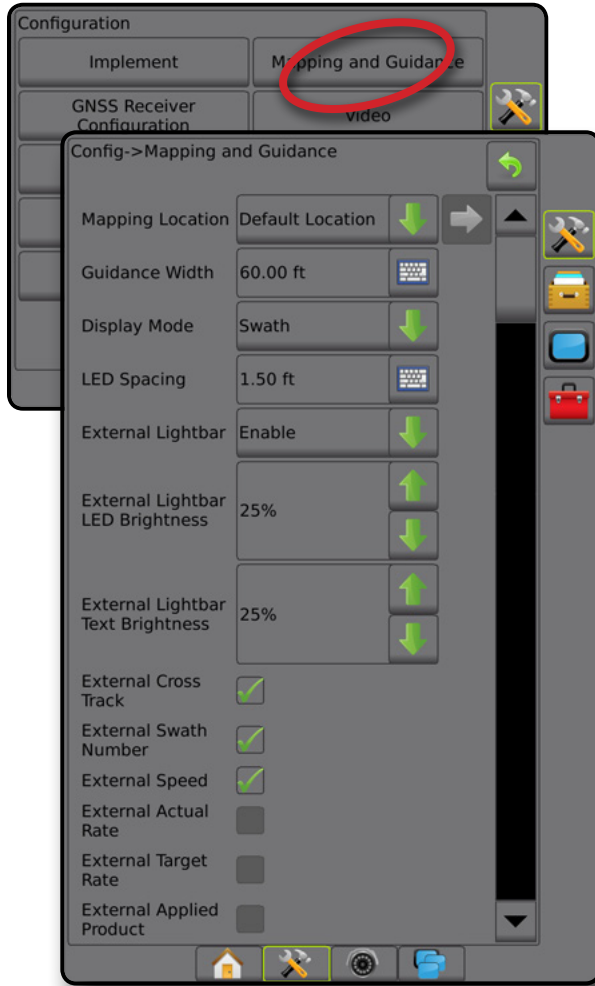 Configuration
Implement
Mapping and Guidance
GNSS Receiver
Configuration
Video
Config->Mapping and Guidance
Mapping Location
Default Location
Guidance Width
60.00 ft
Display Mode
Swath
LED Spacing
1.50 ft
External Lightbar
Enable
External Lightbar
LED Brightness
25%
External Lightbar
Text Brightness
25%
External Cross
Track
External Swath
Number
External Speed
External Actual
Rate
External Target
Rate
External Applied
Product